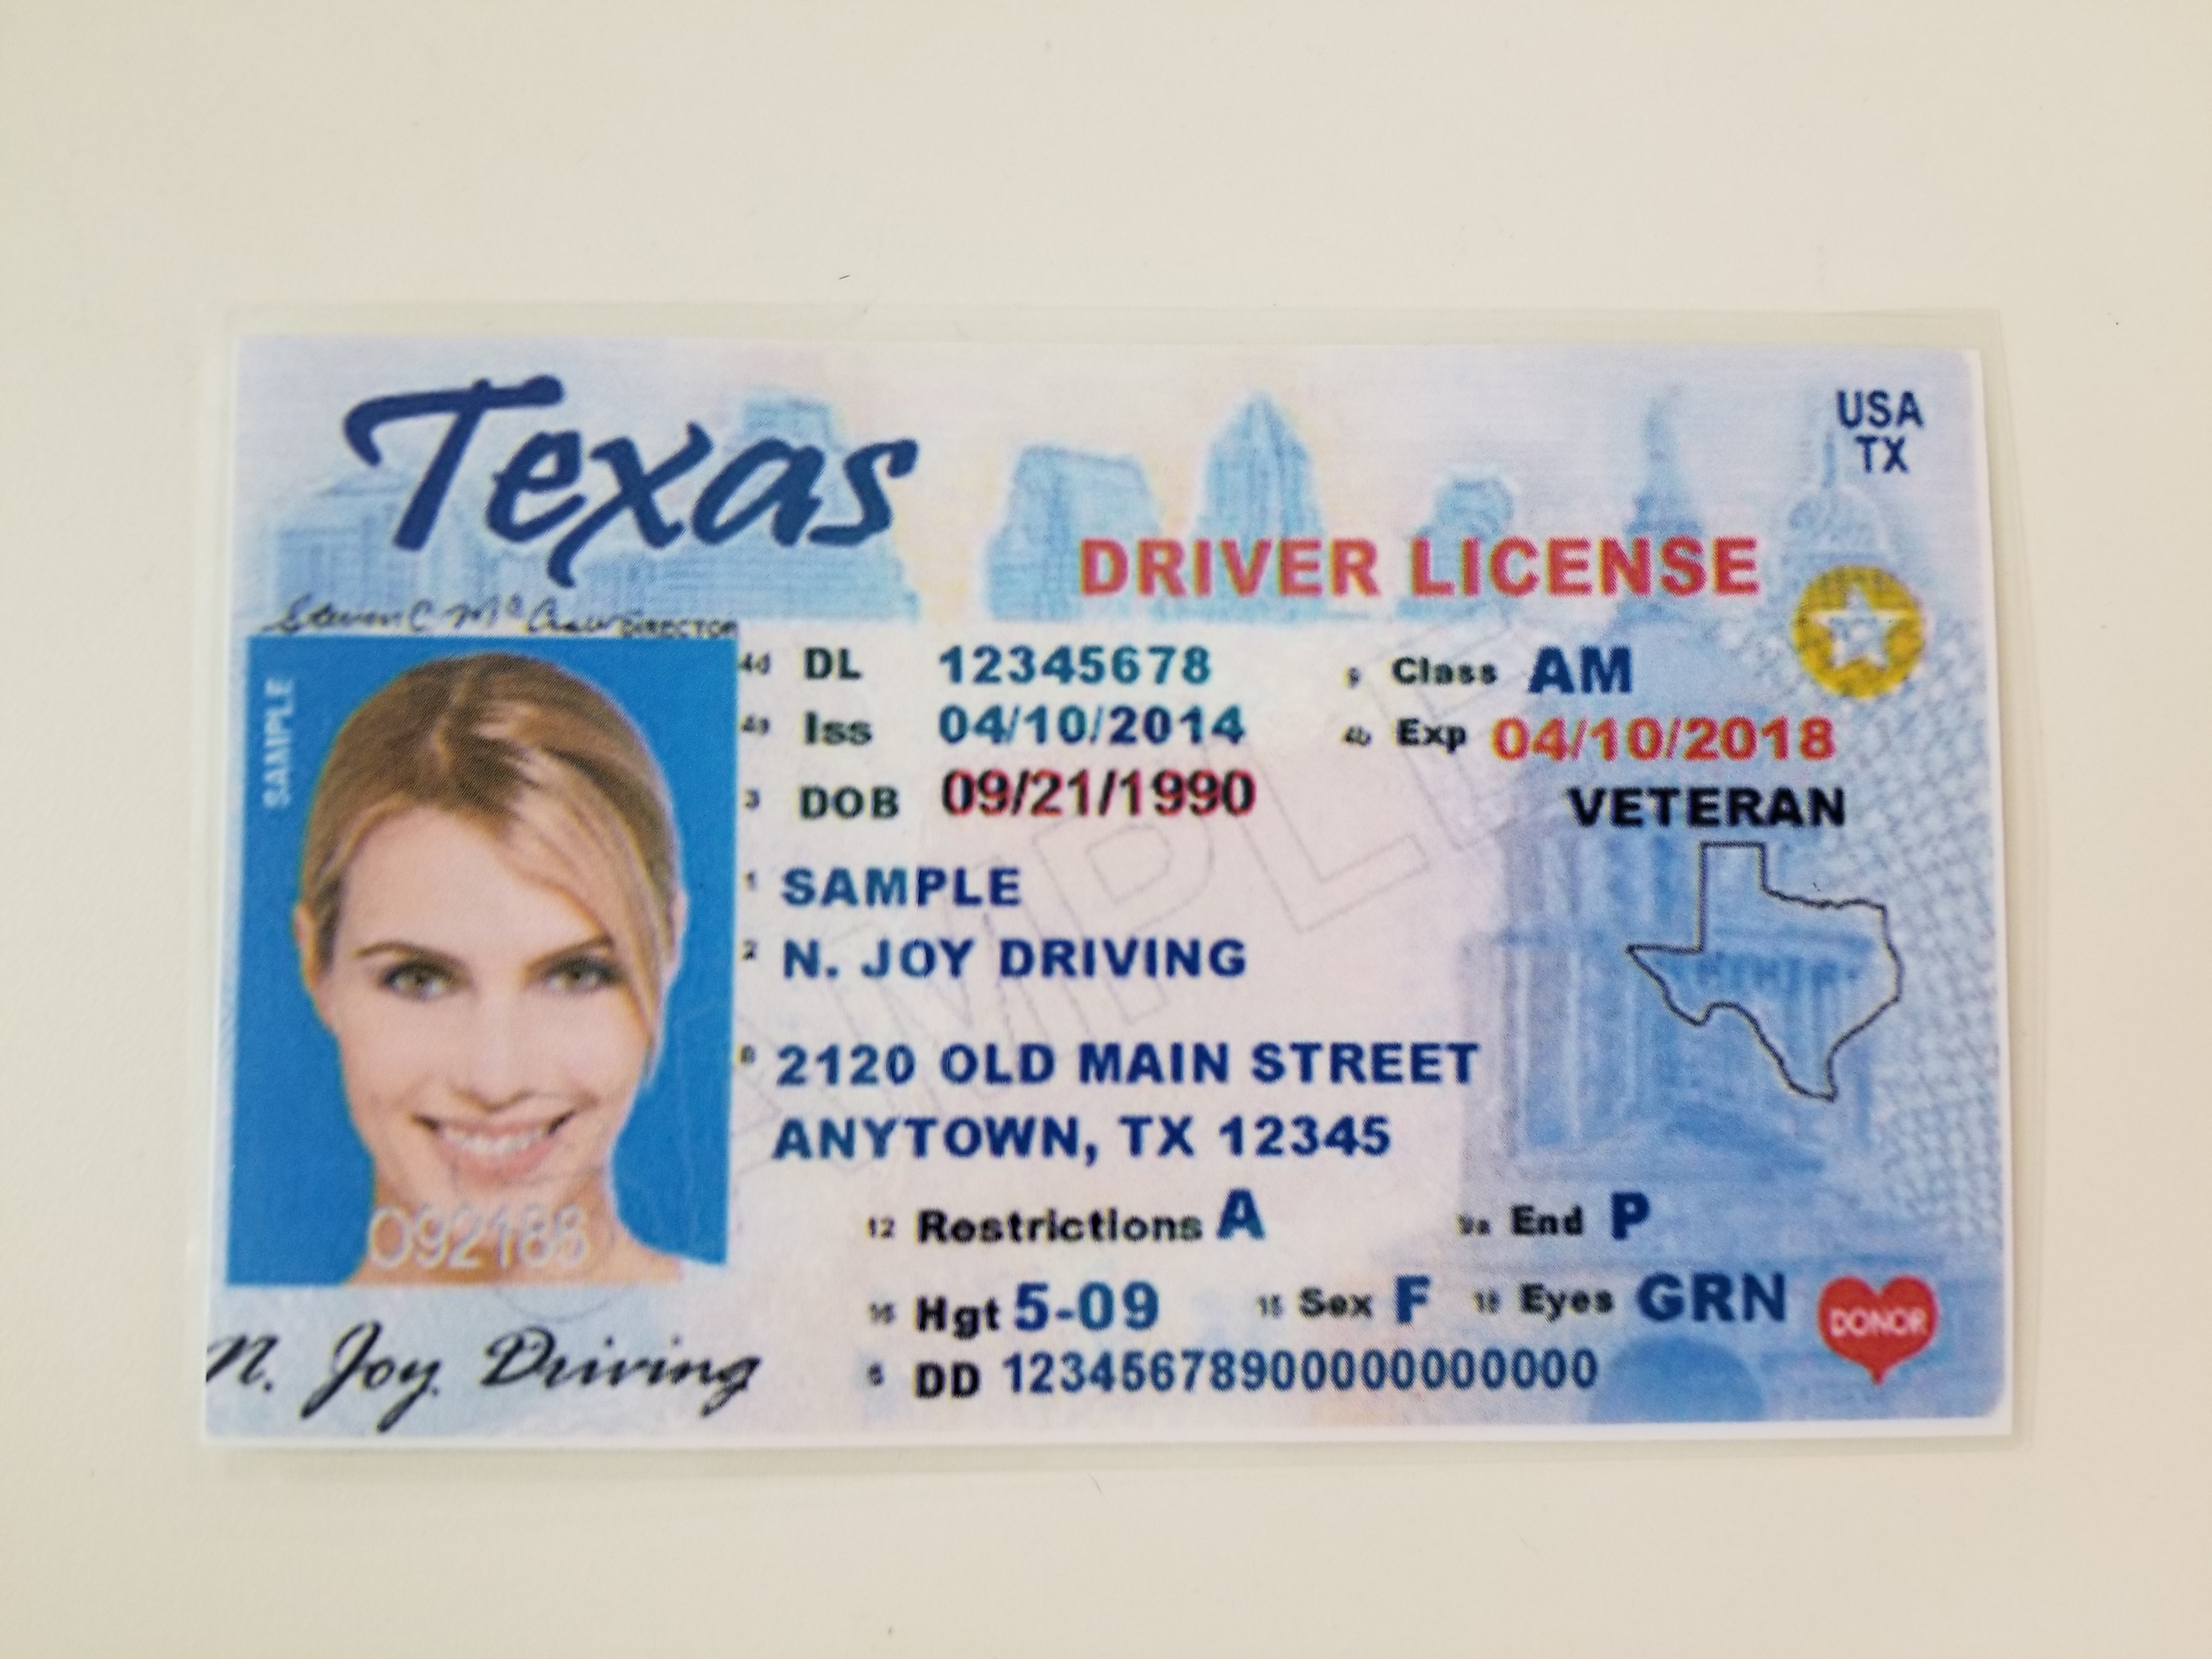 Texas
USA
TX
DRIVER LICENSE
Steven C. McCraw DIRECTOR
SAMPLE
4d DL 12345678 9 Class AM
4a Iss 04/10/2014 4b Exp 04/10/2018
3 DOB 09/21/1990
VETERAN
1 SAMPLE
2 N. JOY DRIVING
8 2120 OLD MAIN STREET
ANYTOWN, TX 12345
12 Restrictions A 9a End P
16 Hgt 5-09 15 Sex F 18 Eyes GRN
DONOR
5 DD 12345678900000000000
N. Joy Driving
SAMPLE